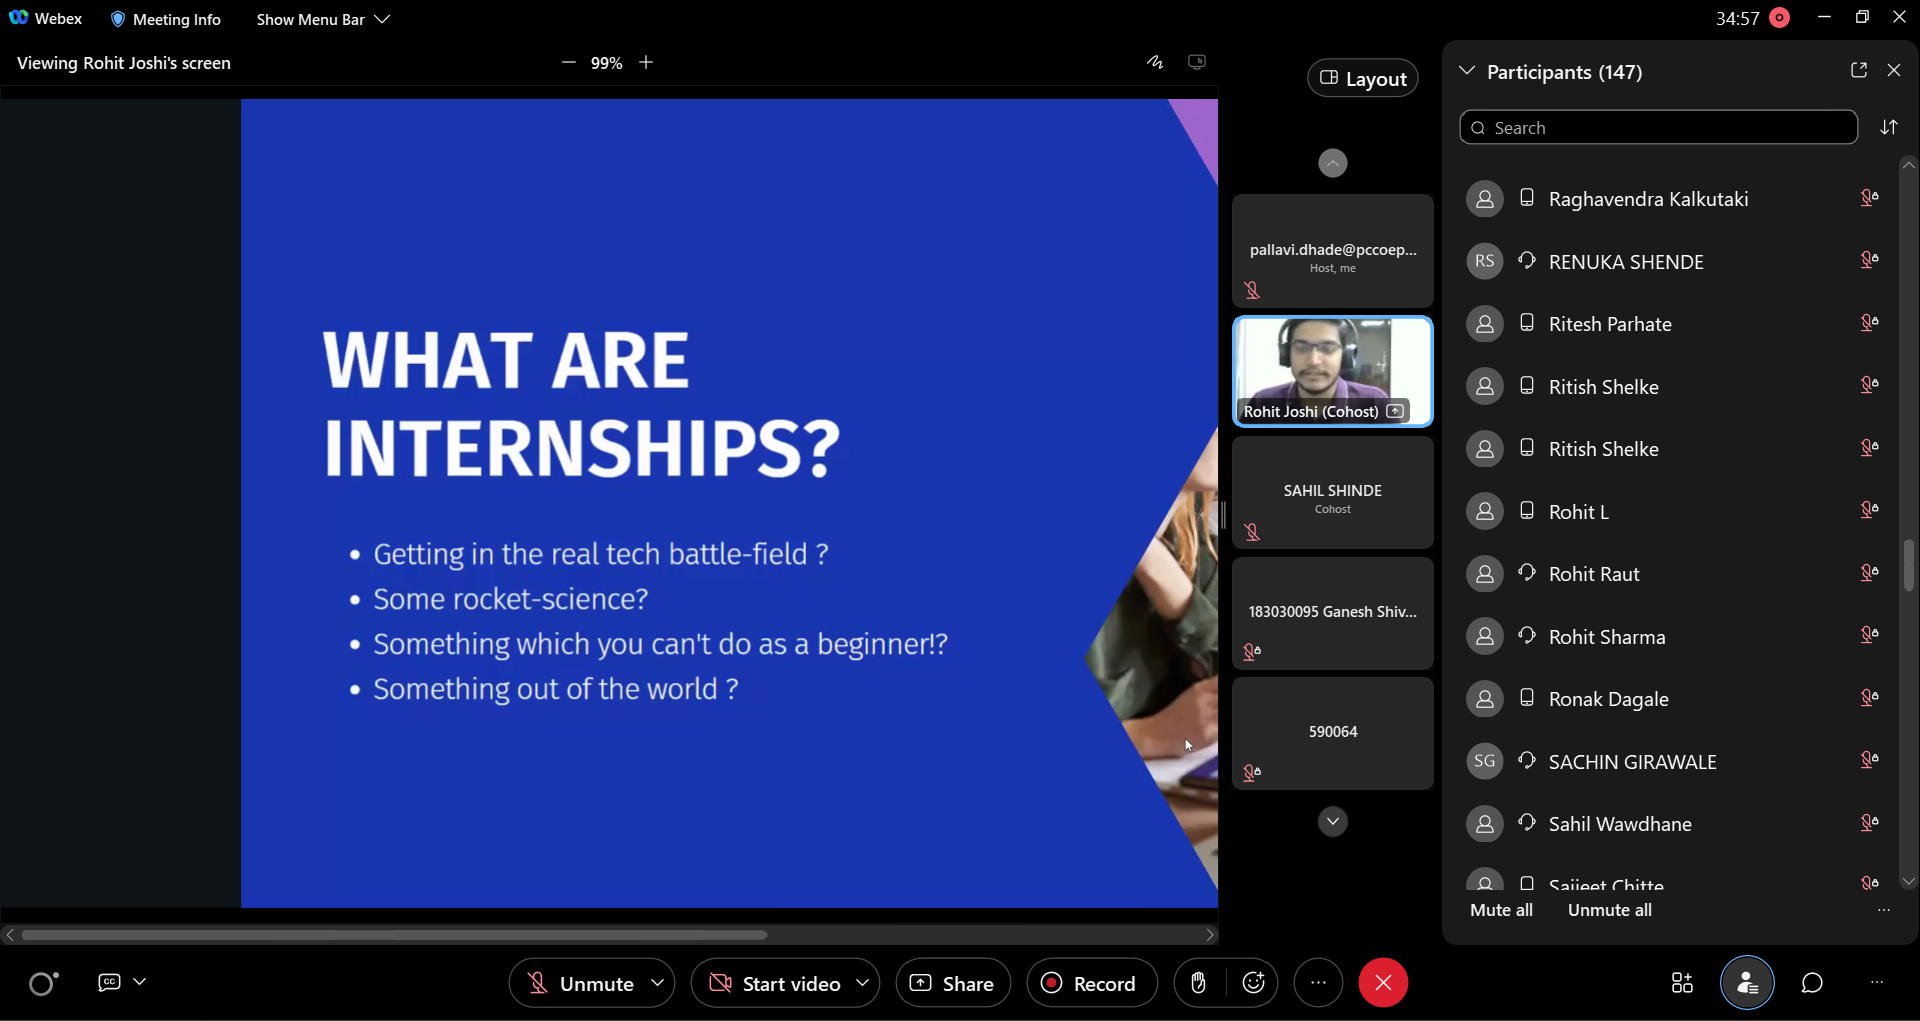 Webex
Meeting Info
Show Menu Bar
34:57
Viewing Rohit Joshi's screen
99%
Layout
Participants (147)
Search
WHAT ARE
INTERNSHIPS?
• Getting in the real tech battle-field ?
• Some rocket-science?
• Something which you can't do as a beginner!?
• Something out of the world ?
pallavi.dhade@pccoep...
Host, me
Rohit Joshi (Cohost)
SAHIL SHINDE
Cohost
183030095 Ganesh Shiv...
590064
Raghavendra Kalkutaki
RS RENUKA SHENDE
Ritesh Parhate
Ritish Shelke
Ritish Shelke
Rohit L
Rohit Raut
Rohit Sharma
Ronak Dagale
SG SACHIN GIRAWALE
Sahil Wawdhane
Sajjeet Chitte
Mute all
Unmute all
CC
Unmute
Start video
Share
Record